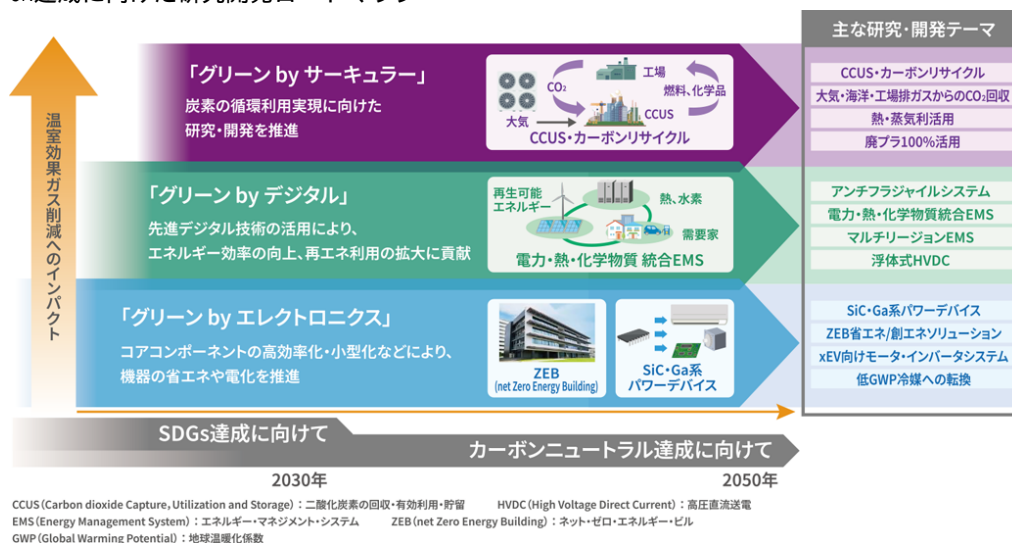 主な研究・開発テーマ
温室効果ガス削減へのインパクト
「グリーン by サーキュラー」
炭素の循環利用実現に向けた
研究・開発を推進
工場
CO₂
燃料、化学品
大気
CCUS
CCUS・カーボンリサイクル
CCUS・カーボンリサイクル
大気・海洋・工場排ガスからのCO₂回収
熱・蒸気利活用
廃プラ100%活用
「グリーン by デジタル」
先進デジタル技術の活用により、
エネルギー効率の向上、再エネ利用の拡大に貢献
再生可能
エネルギー
熱、水素
需要家
電力・熱・化学物質 統合EMS
アンチフラジャイルシステム
電力・熱・化学物質統合EMS
マルチリージョンEMS
浮体式HVDC
「グリーン by エレクトロニクス」
コアコンポーネントの高効率化・小型化などにより、
機器の省エネや電化を推進
ZEB
(net Zero Energy Building)
SiC・Ga系
パワーデバイス
SiC・Ga系パワーデバイス
ZEB省エネ/創エネソリューション
xEV向けモータ・インバータシステム
低GWP冷媒への転換
SDGs達成に向けて
カーボンニュートラル達成に向けて
2030年
2050年
CCUS（Carbon dioxide Capture, Utilization and Storage）：二酸化炭素の回収・有効利用・貯留
HVDC（High Voltage Direct Current）：高圧直流送電
EMS（Energy Management System）：エネルギー・マネジメント・システム
ZEB（net Zero Energy Building）：ネット・ゼロ・エネルギー・ビル
GWP（Global Warming Potential）：地球温暖化係数